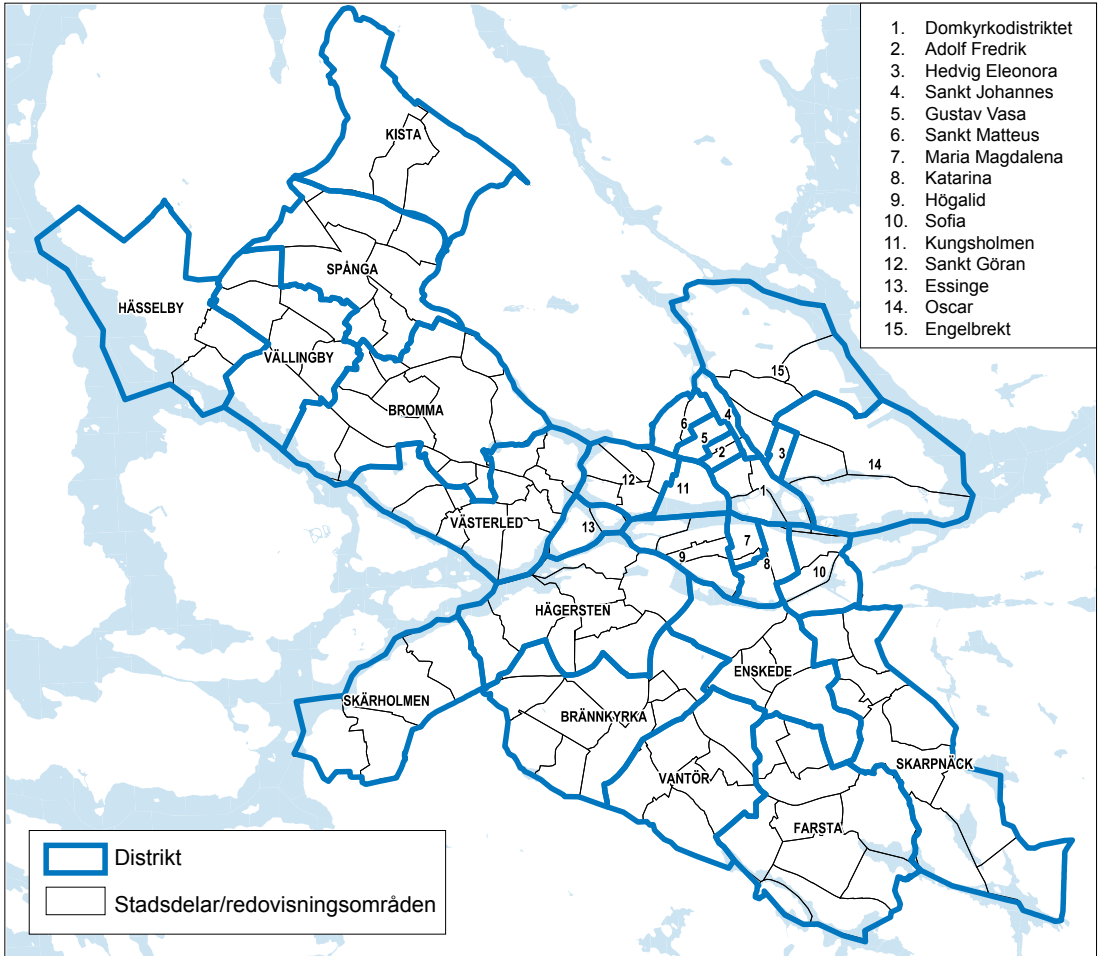 1. Domkyrkodistriktet
2. Adolf Fredrik
3. Hedvig Eleonora
4. Sankt Johannes
5. Gustav Vasa
6. Sankt Matteus
7. Maria Magdalena
8. Katarina
9. Högalid
10. Sofia
11. Kungsholmen
12. Sankt Göran
13. Essinge
14. Oscar
15. Engelbrekt
KISTA
SPÅNGA
HÄSSELBY
VÄLLINGBY
BROMMA
VÄSTERLED
15
4
6
5
2
3
14
12
11
1
13
7
9
8
10
HÄGERSTEN
ENSKEDE
SKÄRHOLMEN
BRÄNNKYRKA
SKARPNÄCK
VANTÖR
FARSTA
Distrikt
Stadsdelar/redovisningsområden